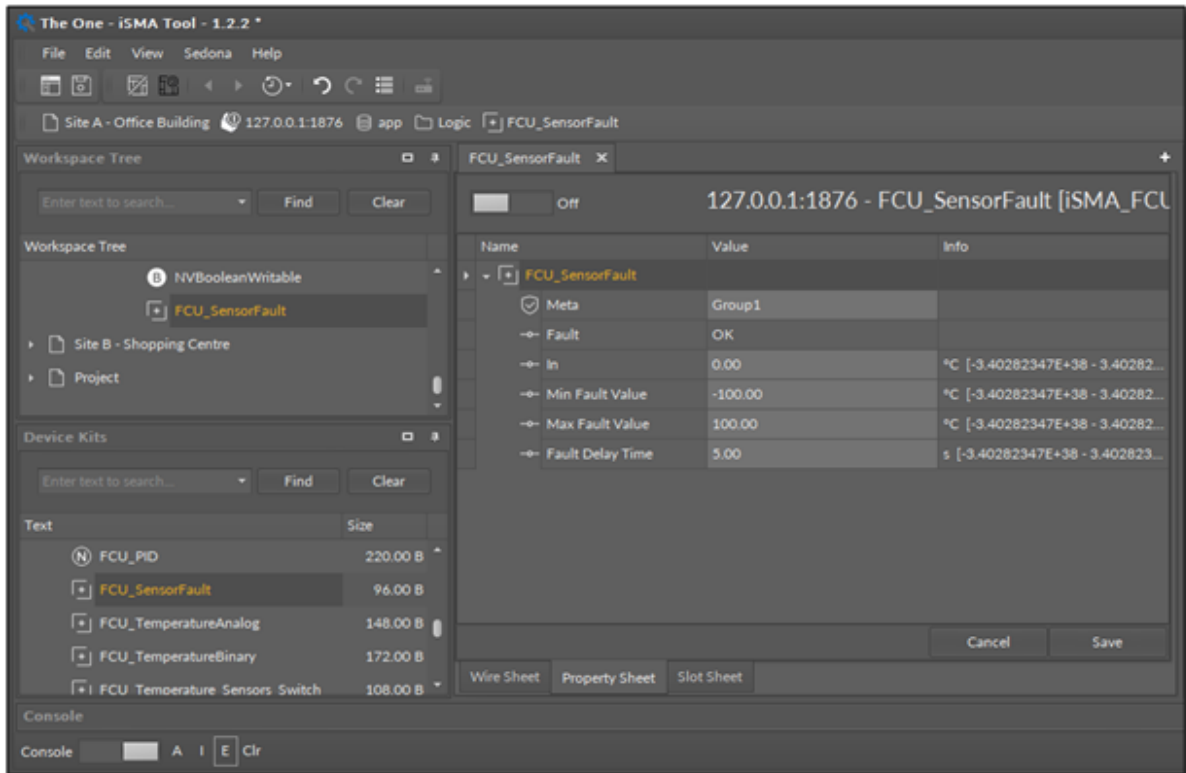 The One - iSMA Tool - 1.2.2 *
File Edit View Sedona Help
Site A - Office Building 127.0.0.1:1876 app Logic FCU_SensorFault
Workspace Tree
Enter text to search... Find Clear
Workspace Tree
B NVBooleanWritable
FCU_SensorFault
Site B - Shopping Centre
Project
Device Kits
Enter text to search... Find Clear
Text Size
N FCU_PID 220.00 B
FCU_SensorFault 96.00 B
FCU_TemperatureAnalog 148.00 B
FCU_TemperatureBinary 172.00 B
FCU_Temperature_Sensors_Switch 108.00 B
FCU_SensorFault
Off 127.0.0.1:1876 - FCU_SensorFault [iSMA_FCU
Name Value Info
FCU_SensorFault
Meta Group1
Fault OK
In 0.00 °C [-3.40282347E+38 - 3.40282...
Min Fault Value -100.00 °C [-3.40282347E+38 - 3.40282...
Max Fault Value 100.00 °C [-3.40282347E+38 - 3.40282...
Fault Delay Time 5.00 s [-3.40282347E+38 - 3.402823...
Cancel Save
Wire Sheet Property Sheet Slot Sheet
Console
Console A I E Clr